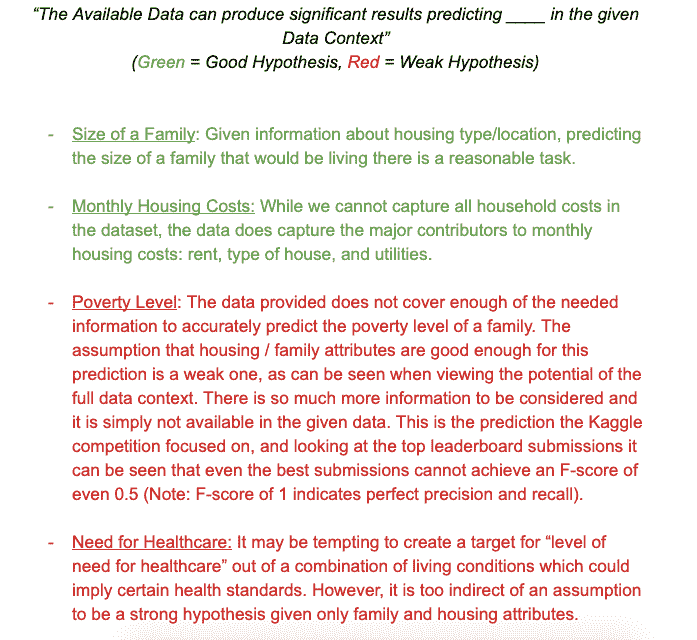 “The Available Data can produce significant results predicting ____ in the given
Data Context”
(Green = Good Hypothesis, Red = Weak Hypothesis)
- Size of a Family: Given information about housing type/location, predicting
the size of a family that would be living there is a reasonable task.
- Monthly Housing Costs: While we cannot capture all household costs in
the dataset, the data does capture the major contributors to monthly
housing costs: rent, type of house, and utilities.
- Poverty Level: The data provided does not cover enough of the needed
information to accurately predict the poverty level of a family. The
assumption that housing / family attributes are good enough for this
prediction is a weak one, as can be seen when viewing the potential of the
full data context. There is so much more information to be considered and
it is simply not available in the given data. This is the prediction the Kaggle
competition focused on, and looking at the top leaderboard submissions it
can be seen that even the best submissions cannot achieve an F-score of
even 0.5 (Note: F-score of 1 indicates perfect precision and recall).
- Need for Healthcare: It may be tempting to create a target for “level of
need for healthcare” out of a combination of living conditions which could
imply certain health standards. However, it is too indirect of an assumption
to be a strong hypothesis given only family and housing attributes.